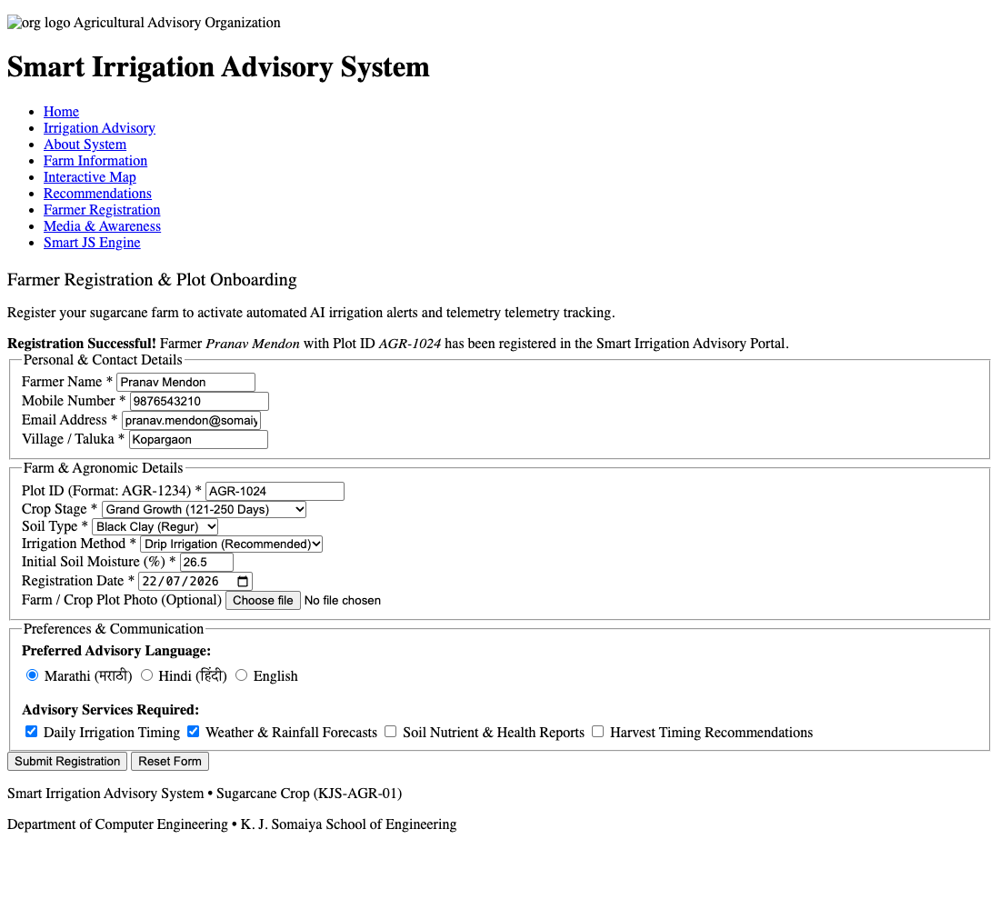 org logo Agricultural Advisory Organization
Smart Irrigation Advisory System
Home
Irrigation Advisory
About System
Farm Information
Interactive Map
Recommendations
Farmer Registration
Media & Awareness
Smart JS Engine
Farmer Registration & Plot Onboarding
Register your sugarcane farm to activate automated AI irrigation alerts and telemetry telemetry tracking.
Registration Successful! Farmer Pranav Mendon with Plot ID AGR-1024 has been registered in the Smart Irrigation Advisory Portal.
Personal & Contact Details
Farmer Name * Pranav Mendon
Mobile Number * 9876543210
Email Address * pranav.mendon@somaiy
Village / Taluka * Kopargaon
Farm & Agronomic Details
Plot ID (Format: AGR-1234) * AGR-1024
Crop Stage * Grand Growth (121-250 Days)
Soil Type * Black Clay (Regur)
Irrigation Method * Drip Irrigation (Recommended)
Initial Soil Moisture (%) * 26.5
Registration Date * 22/07/2026
Farm / Crop Plot Photo (Optional) Choose file No file chosen
Preferences & Communication
Preferred Advisory Language:
Marathi (मराठी) Hindi (हिंदी) English
Advisory Services Required:
Daily Irrigation Timing Weather & Rainfall Forecasts Soil Nutrient & Health Reports Harvest Timing Recommendations
Submit Registration Reset Form
Smart Irrigation Advisory System • Sugarcane Crop (KJS-AGR-01)
Department of Computer Engineering • K. J. Somaiya School of Engineering